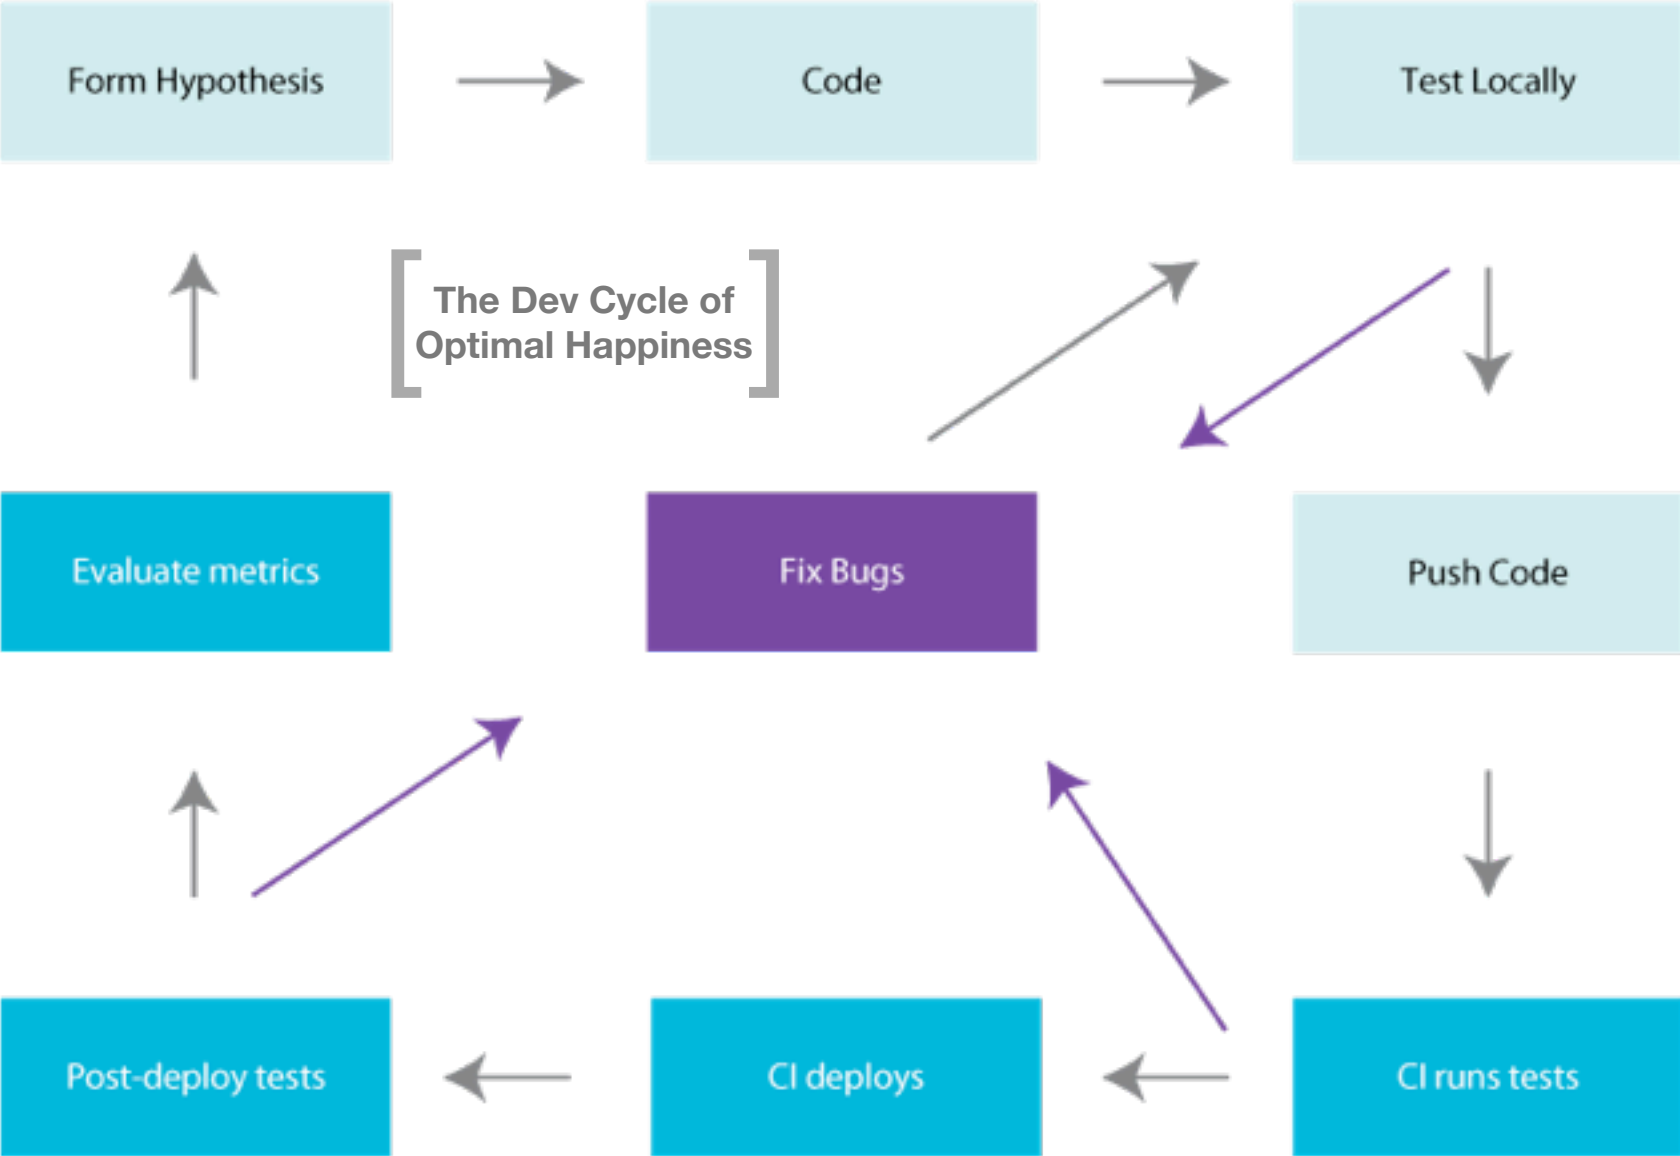 Form Hypothesis
Code
Test Locally
The Dev Cycle of
Optimal Happiness
Evaluate metrics
Fix Bugs
Push Code
Post-deploy tests
CI deploys
CI runs tests